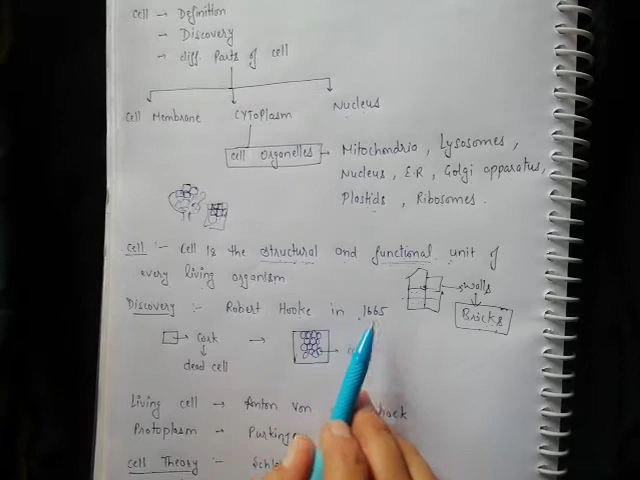 Cell → Definition
- Discovery
→ diff. Parts of cell
Cell Membrane CYTOPlasm Nucleus
Cell Organelles → Mitochondria, Lysosomes,
Nucleus, E.R, Golgi apparatus,
Plastids, Ribosomes.
Cell :- Cell is the structural and functional unit of
every living organism
walls
Bricks
Discovery :- Robert Hooke in 1665
→ Cork →
dead cell
Living cell → Anton Von
Protoplasm →
Cell Theory :-